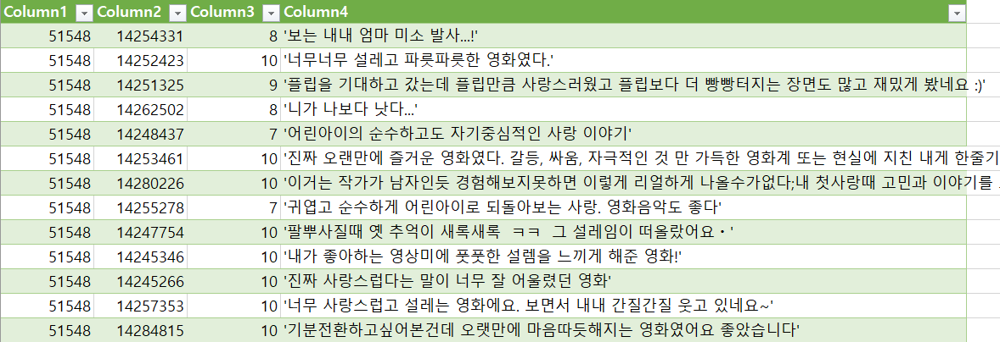 Column1 Column2 Column3 Column4
51548 14254331 8 '보는 내내 엄마 미소 발사...!'
51548 14252423 10 '너무너무 설레고 파릇파릇한 영화였다.'
51548 14251325 9 '플립을 기대하고 갔는데 플립만큼 사랑스러웠고 플립보다 더 빵빵터지는 장면도 많고 재밌게 봤네요 :)'
51548 14262502 8 '니가 나보다 낫다...'
51548 14248437 7 '어린아이의 순수하고도 자기중심적인 사랑 이야기'
51548 14253461 10 '진짜 오랜만에 즐거운 영화였다. 갈등, 싸움, 자극적인 것 만 가득한 영화계 또는 현실에 지친 내게 한줄기
51548 14280226 10 '이거는 작가가 남자인듯 경험해보지못하면 이렇게 리얼하게 나올수가없다;내 첫사랑때 고민과 이야기를
51548 14255278 7 '귀엽고 순수하게 어린아이로 되돌아보는 사랑. 영화음악도 좋다'
51548 14247754 10 '팔뿌사질때 옛 추억이 새록새록 ㅋㅋ 그 설레임이 떠올랐어요·'
51548 14245346 10 '내가 좋아하는 영상미에 풋풋한 설렘을 느끼게 해준 영화!'
51548 14245266 10 '진짜 사랑스럽다는 말이 너무 잘 어울렸던 영화'
51548 14257353 10 '너무 사랑스럽고 설레는 영화에요. 보면서 내내 간질간질 웃고 있네요~'
51548 14284815 10 '기분전환하고싶어본건데 오랫만에 마음따듯해지는 영화였어요 좋았습니다'